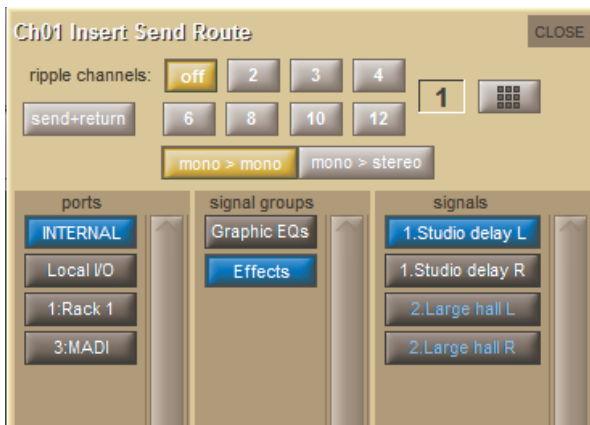 Ch01 Insert Send Route CLOSE
ripple channels: off 2 3 4
1
send+return 6 8 10 12
mono > mono mono > stereo
ports signal groups signals
INTERNAL Graphic EQs 1.Studio delay L
Local I/O Effects 1.Studio delay R
1:Rack 1 2.Large hall L
3:MADI 2.Large hall R